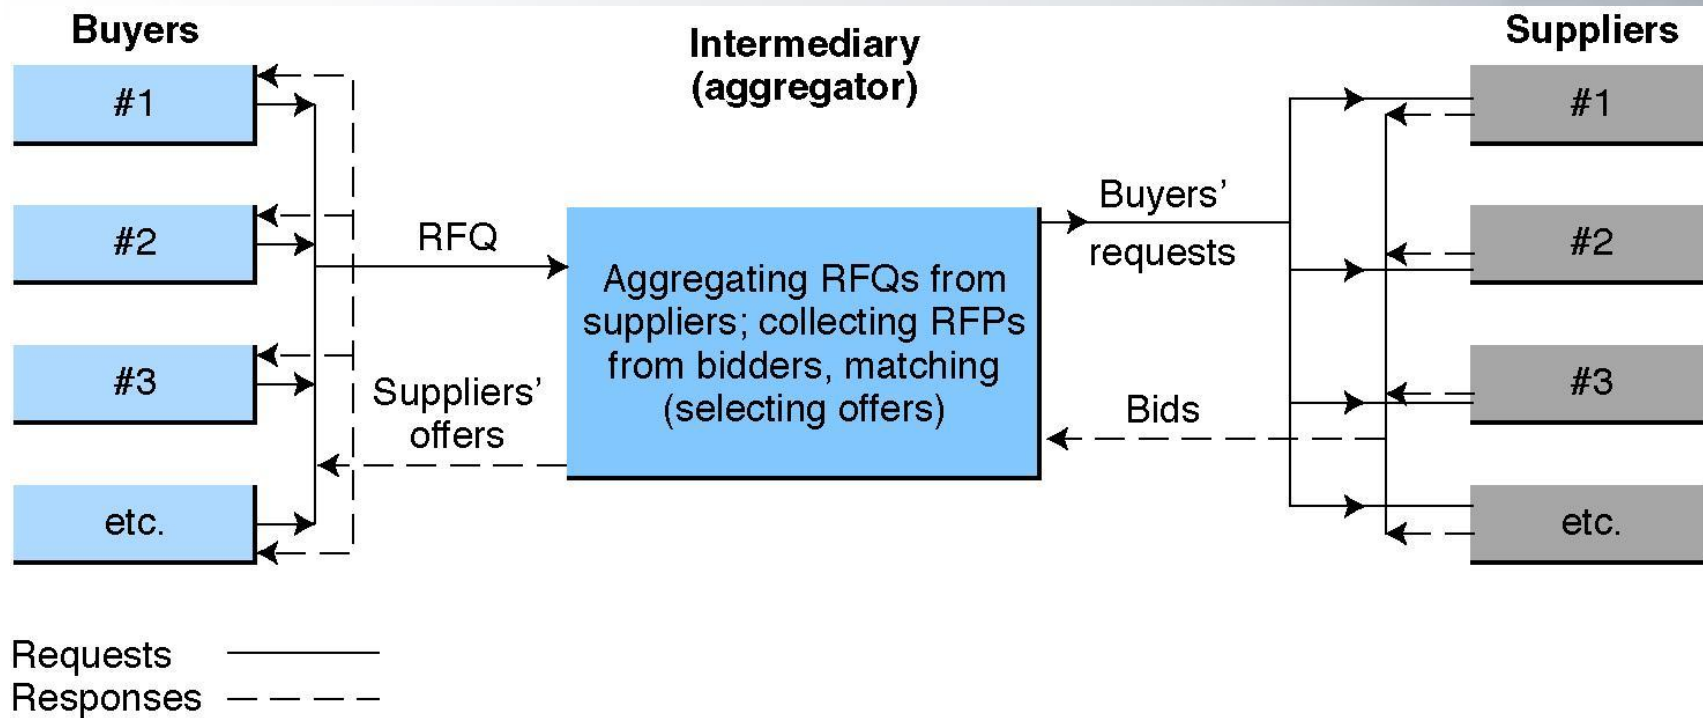 Buyers
#1
#2
#3
etc.
RFQ
Suppliers’
offers
Intermediary
(aggregator)
Aggregating RFQs from
suppliers; collecting RFPs
from bidders, matching
(selecting offers)
Buyers’
requests
Bids
Suppliers
#1
#2
#3
etc.
Requests
Responses